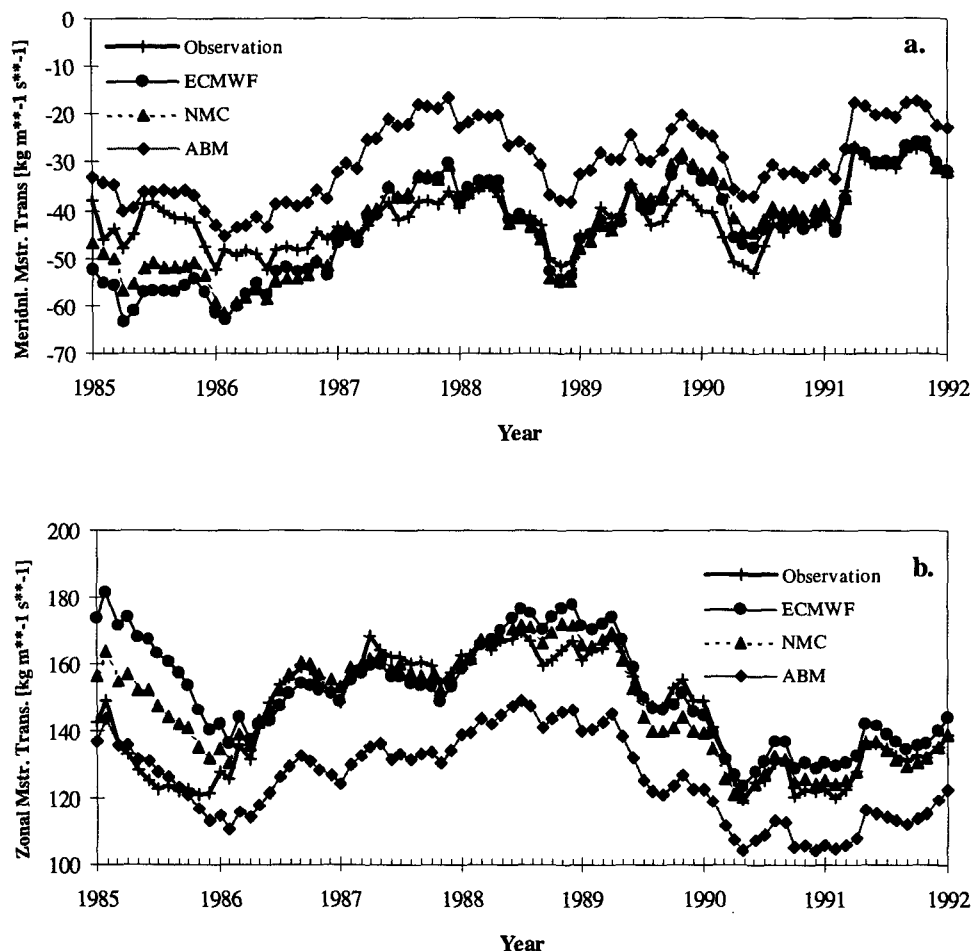 a.
0
-10
-20
-30
-40
-50
-60
-70
Meridnl. Mstr. Trans [kg m**-1 s**-1]
Observation
ECMWF
NMC
ABM
1985 1986 1987 1988 1989 1990 1991 1992
Year
b.
200
180
160
140
120
100
Zonal Mstr. Trans. [kg m**-1 s**-1]
Observation
ECMWF
NMC
ABM
1985 1986 1987 1988 1989 1990 1991 1992
Year